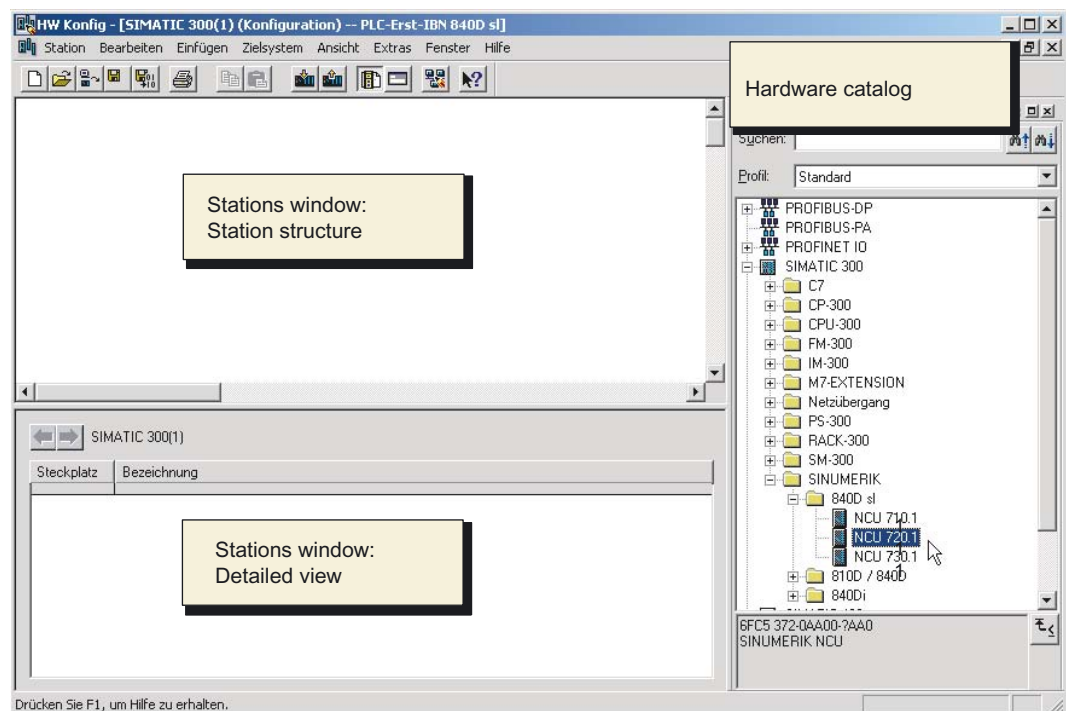 HW Konfig - [SIMATIC 300(1) (Konfiguration) -- PLC-Erst-IBN 840D sl]
Station Bearbeiten Einfügen Zielsystem Ansicht Extras Fenster Hilfe
Hardware catalog
Suchen:
Profil: Standard
Stations window:
Station structure
PROFIBUS-DP
PROFIBUS-PA
PROFINET IO
SIMATIC 300
C7
CP-300
CPU-300
FM-300
IM-300
M7-EXTENSION
Netzübergang
PS-300
RACK-300
SM-300
SINUMERIK
840D sl
NCU 710.1
NCU 720.1
NCU 730.1
810D / 840D
840Di
SIMATIC 300(1)
Steckplatz Bezeichnung
Stations window:
Detailed view
1
1
6FC5 372-0AA00-?AA0
SINUMERIK NCU
Drücken Sie F1, um Hilfe zu erhalten.